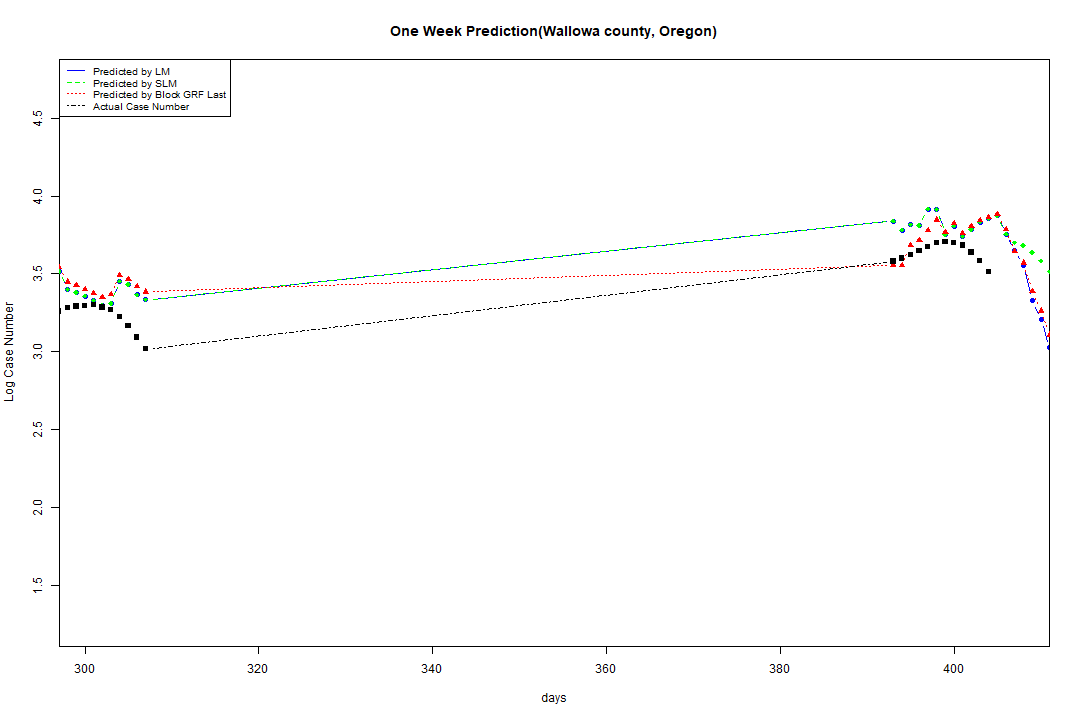 One Week Prediction(Wallowa county, Oregon)
Predicted by LM
Predicted by SLM
Predicted by Block GRF Last
Actual Case Number
Log Case Number
4.5
4.0
3.5
3.0
2.5
2.0
1.5
300 320 340 360 380 400
days